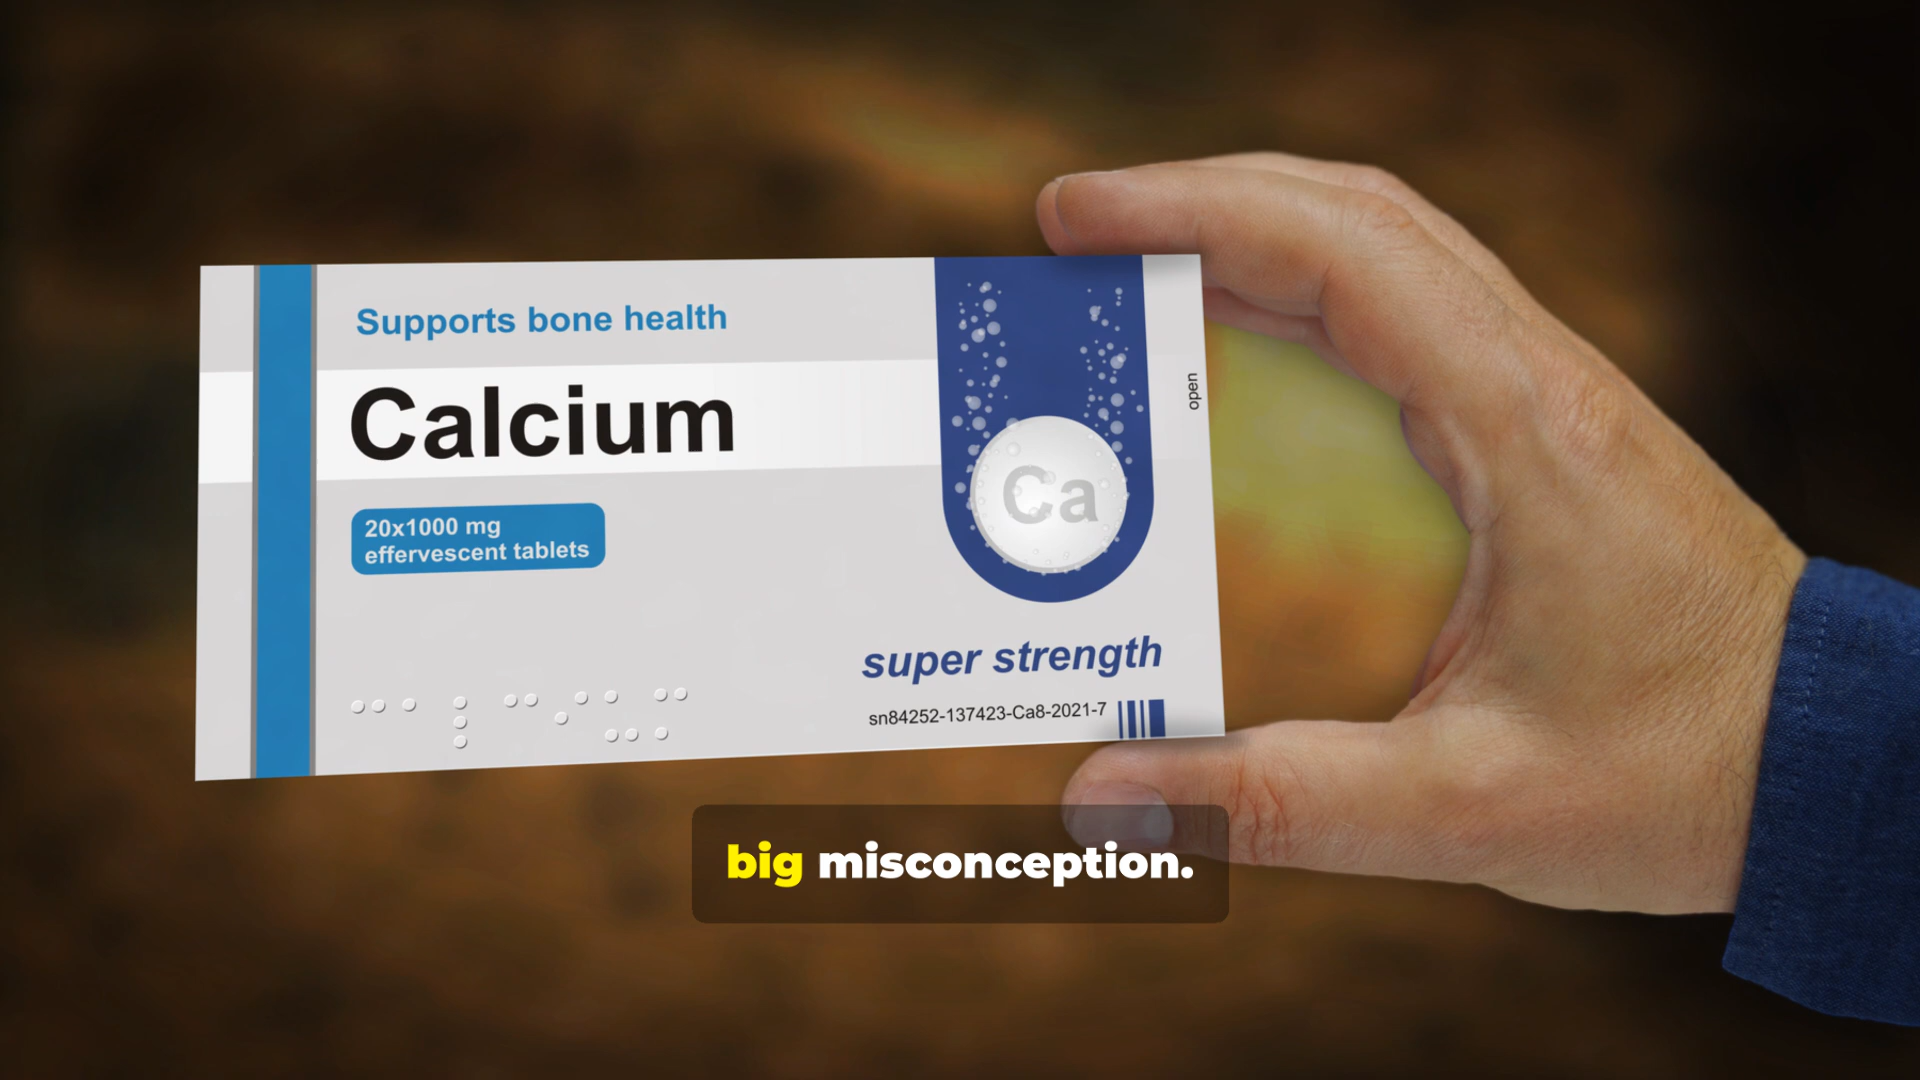 Supports bone health
Calcium
20x1000 mg
effervescent tablets
Ca
open
super strength
sn84252-137423-Ca8-2021-7
big misconception.